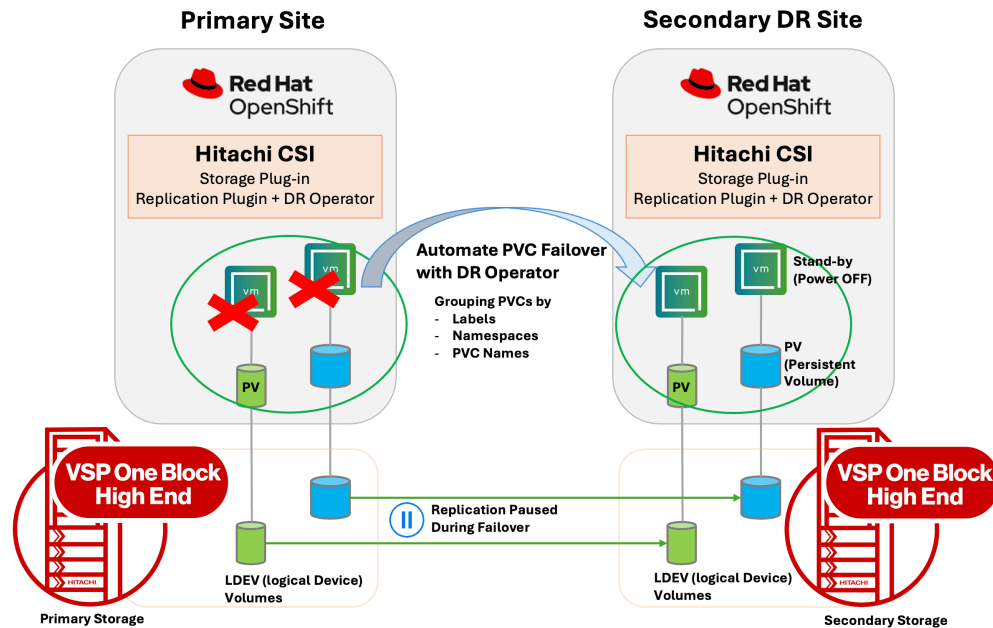 Primary Site
Secondary DR Site
Red Hat
OpenShift
Hitachi CSI
Storage Plug-in
Replication Plugin + DR Operator
Red Hat
OpenShift
Hitachi CSI
Storage Plug-in
Replication Plugin + DR Operator
vm
vm
Automate PVC Failover
with DR Operator
Grouping PVCs by
- Labels
- Namespaces
- PVC Names
vm
vm
Stand-by
(Power OFF)
PV
PV
PV
(Persistent
Volume)
VSP One Block
High End
HITACHI
Primary Storage
Replication Paused
During Failover
LDEV (logical Device)
Volumes
LDEV (logical Device)
Volumes
VSP One Block
High End
HITACHI
Secondary Storage